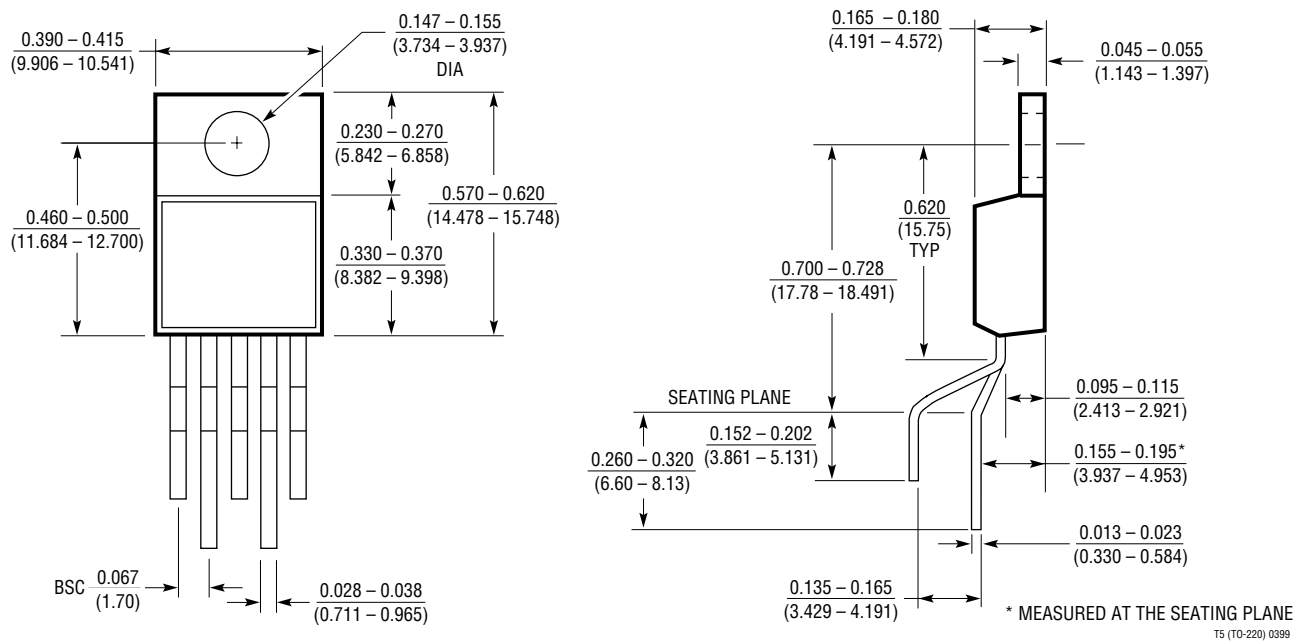 0.390 – 0.415
(9.906 – 10.541)
0.147 – 0.155
(3.734 – 3.937)
DIA
0.230 – 0.270
(5.842 – 6.858)
0.460 – 0.500
(11.684 – 12.700)
0.570 – 0.620
(14.478 – 15.748)
0.330 – 0.370
(8.382 – 9.398)
BSC
0.067
(1.70)
0.028 – 0.038
(0.711 – 0.965)
0.165 – 0.180
(4.191 – 4.572)
0.045 – 0.055
(1.143 – 1.397)
0.620
(15.75)
TYP
0.700 – 0.728
(17.78 – 18.491)
SEATING PLANE
0.152 – 0.202
(3.861 – 5.131)
0.260 – 0.320
(6.60 – 8.13)
0.095 – 0.115
(2.413 – 2.921)
0.155 – 0.195*
(3.937 – 4.953)
0.013 – 0.023
(0.330 – 0.584)
0.135 – 0.165
(3.429 – 4.191)
* MEASURED AT THE SEATING PLANE
T5 (TO-220) 0399